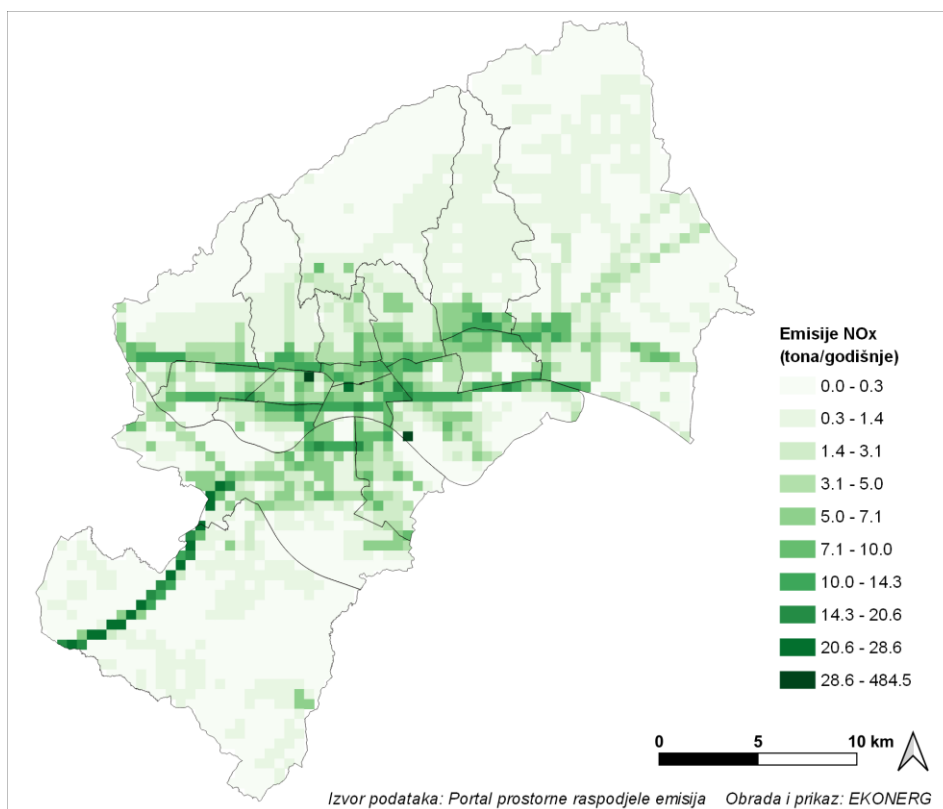 Emisije NOx
(tona/godišnje)
0.0 - 0.3
0.3 - 1.4
1.4 - 3.1
3.1 - 5.0
5.0 - 7.1
7.1 - 10.0
10.0 - 14.3
14.3 - 20.6
20.6 - 28.6
28.6 - 484.5
0 5 10 km
Izvor podataka: Portal prostorne raspodjele emisija Obrada i prikaz: EKONERG